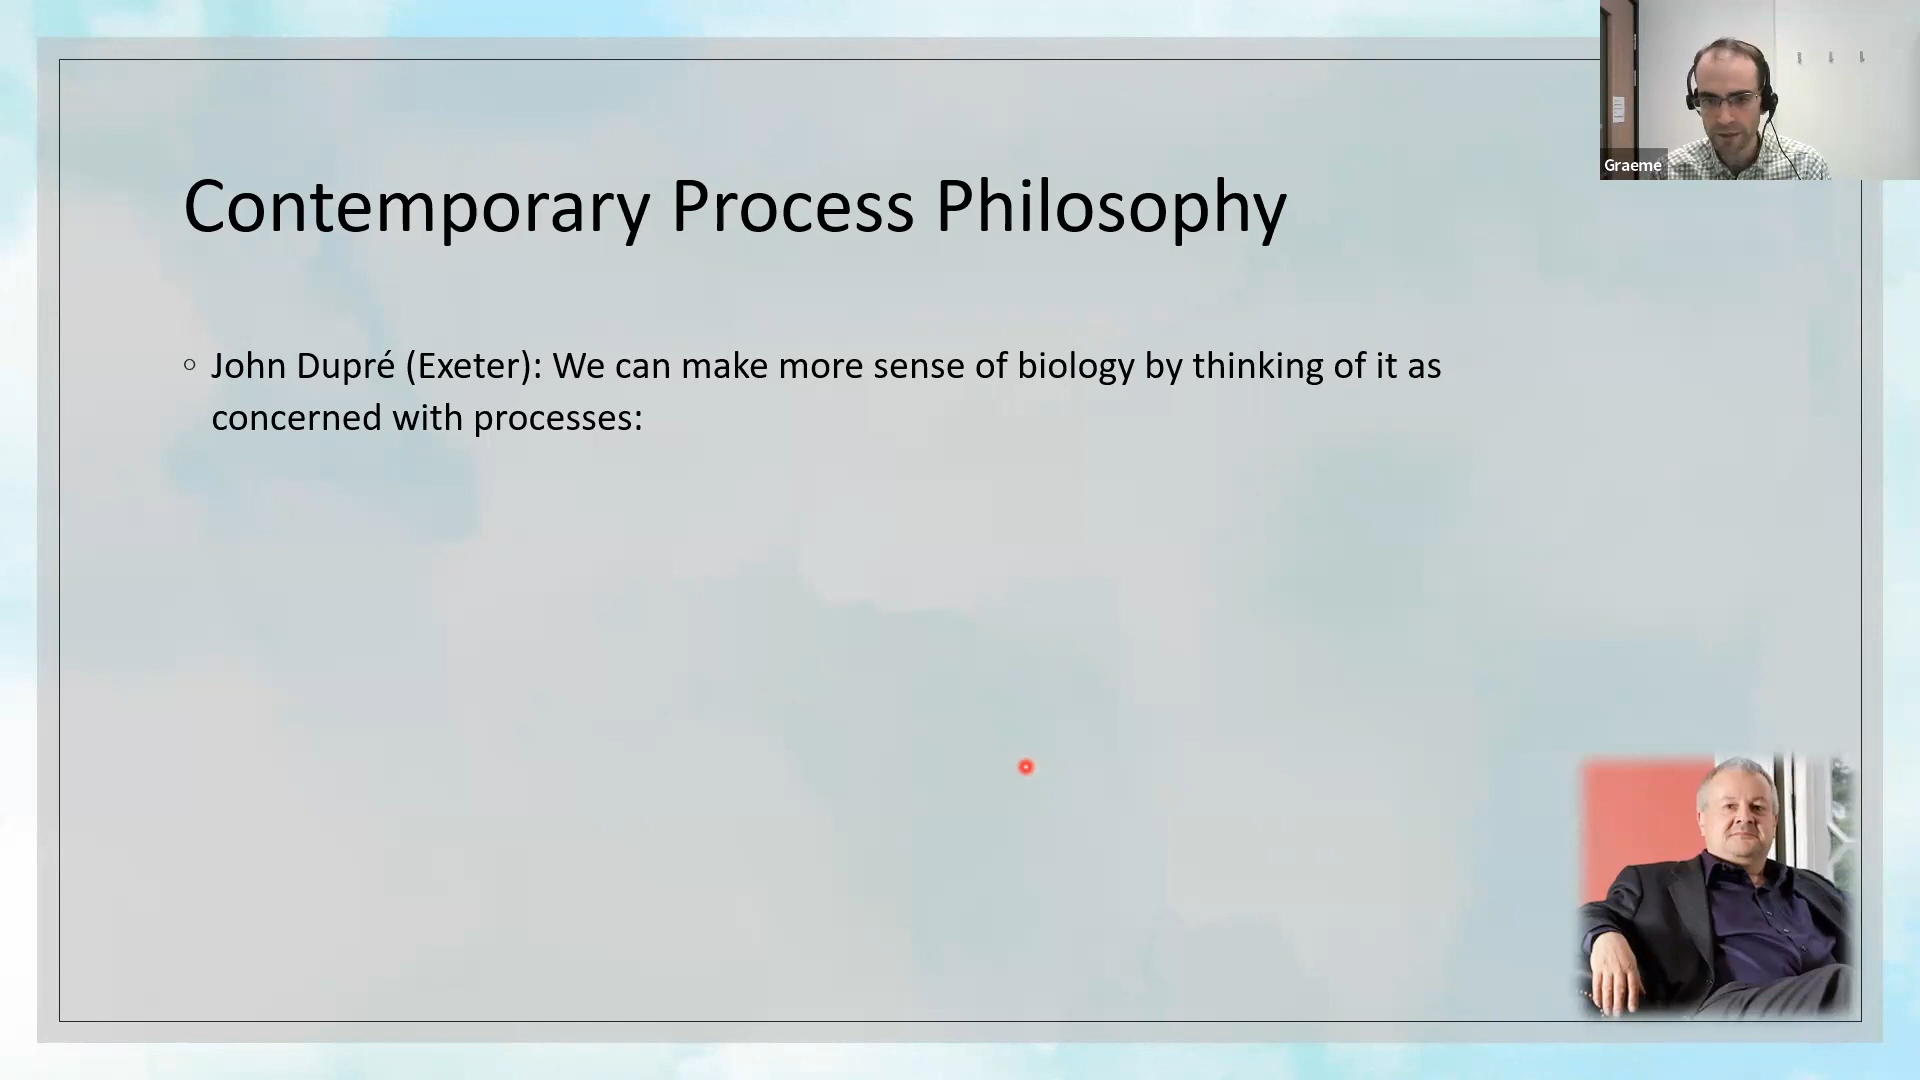 Contemporary Process Philosophy
John Dupré (Exeter): We can make more sense of biology by thinking of it as
concerned with processes:
Graeme